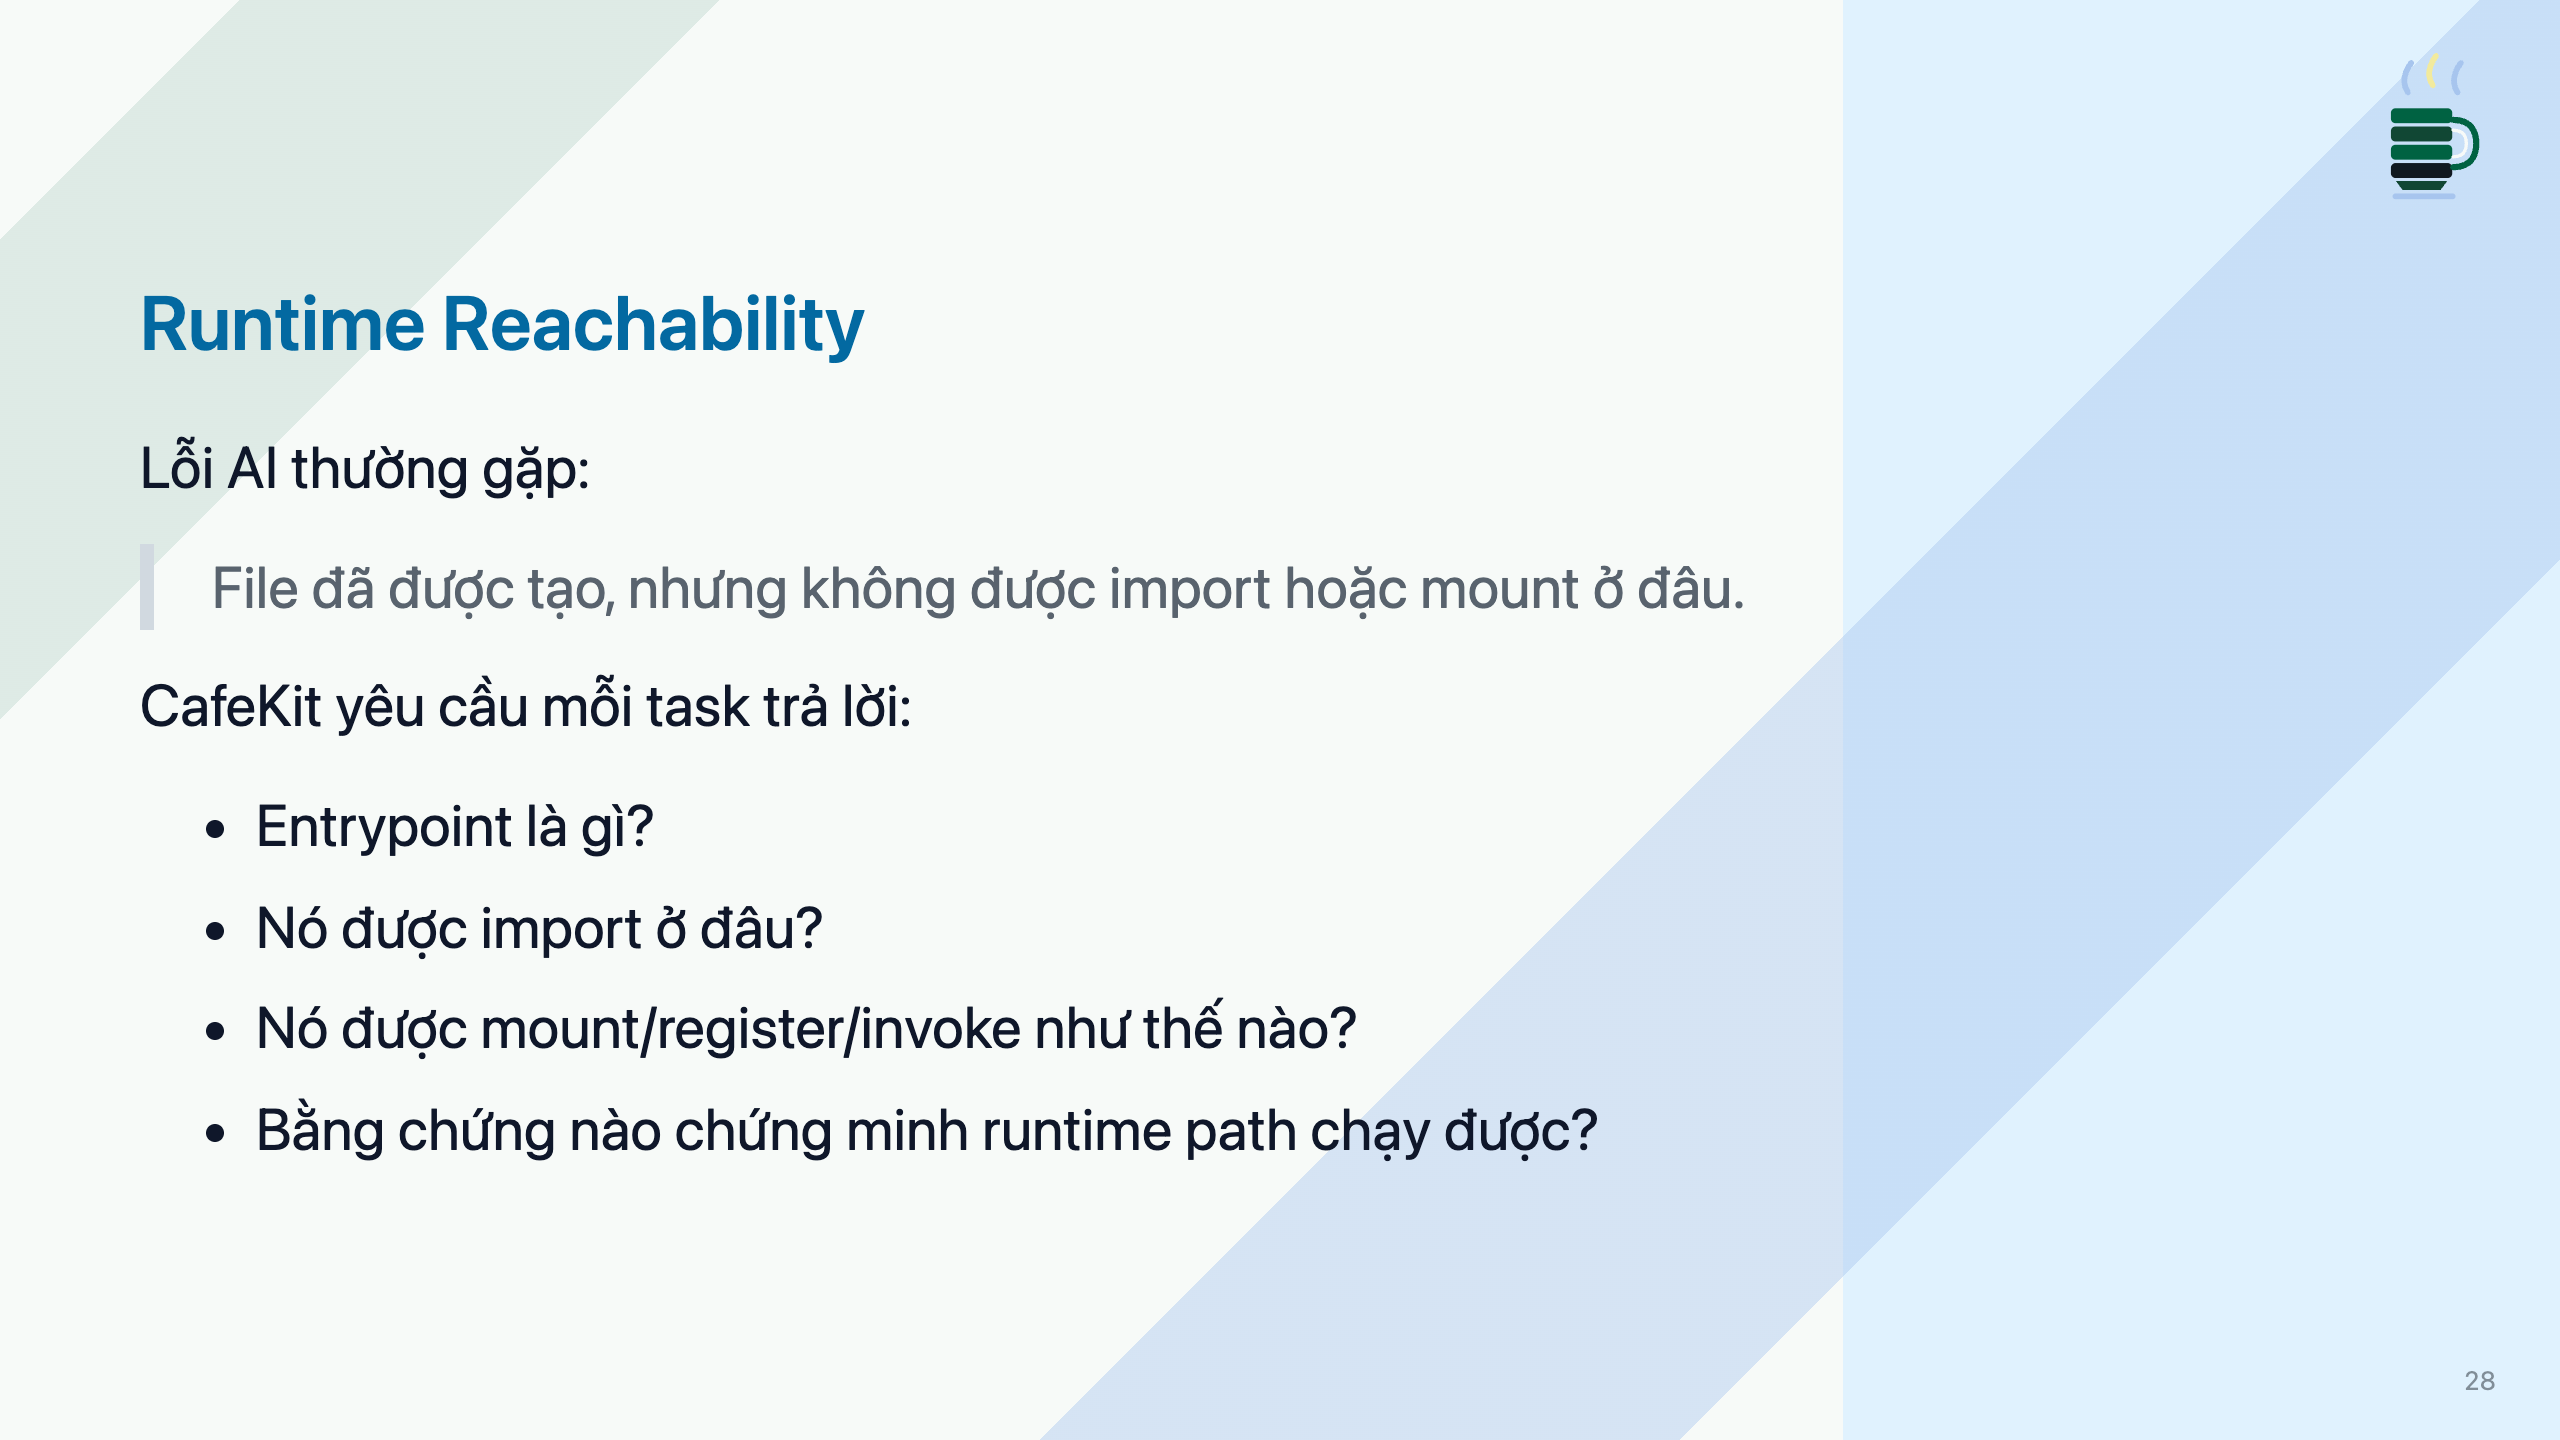 Runtime Reachability
Lỗi AI thường gặp:
File đã được tạo, nhưng không được import hoặc mount ở đâu.
CafeKit yêu cầu mỗi task trả lời:
• Entrypoint là gì?
• Nó được import ở đâu?
• Nó được mount/register/invoke như thế nào?
• Bằng chứng nào chứng minh runtime path chạy được?
28